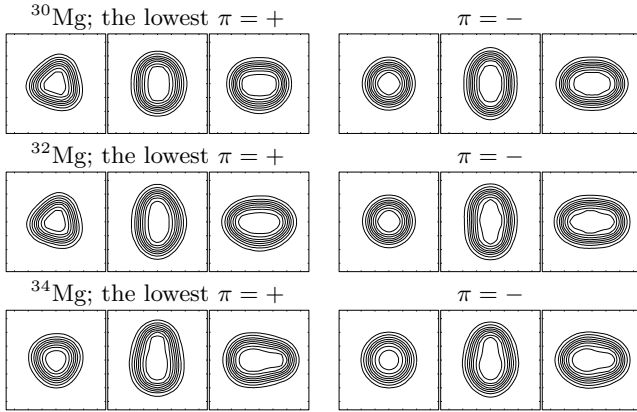 ³⁰Mg; the lowest π = + π = −
³²Mg; the lowest π = + π = −
³⁴Mg; the lowest π = + π = −